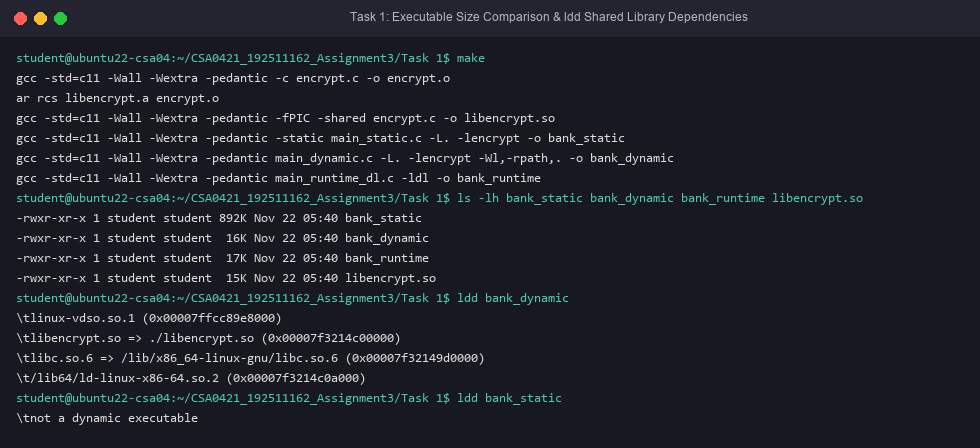 Task 1: Executable Size Comparison & ldd Shared Library Dependencies
student@ubuntu22-csa04:~/CSA0421_192511162_Assignment3/Task 1$ make
gcc -std=c11 -Wall -Wextra -pedantic -c encrypt.c -o encrypt.o
ar rcs libencrypt.a encrypt.o
gcc -std=c11 -Wall -Wextra -pedantic -fPIC -shared encrypt.c -o libencrypt.so
gcc -std=c11 -Wall -Wextra -pedantic -static main_static.c -L. -lencrypt -o bank_static
gcc -std=c11 -Wall -Wextra -pedantic main_dynamic.c -L. -lencrypt -Wl,-rpath,. -o bank_dynamic
gcc -std=c11 -Wall -Wextra -pedantic main_runtime_dl.c -ldl -o bank_runtime
student@ubuntu22-csa04:~/CSA0421_192511162_Assignment3/Task 1$ ls -lh bank_static bank_dynamic bank_runtime libencrypt.so
-rwxr-xr-x 1 student student 892K Nov 22 05:40 bank_static
-rwxr-xr-x 1 student student  16K Nov 22 05:40 bank_dynamic
-rwxr-xr-x 1 student student  17K Nov 22 05:40 bank_runtime
-rwxr-xr-x 1 student student  15K Nov 22 05:40 libencrypt.so
student@ubuntu22-csa04:~/CSA0421_192511162_Assignment3/Task 1$ ldd bank_dynamic
\tlinux-vdso.so.1 (0x00007ffcc89e8000)
\tlibencrypt.so => ./libencrypt.so (0x00007f3214c00000)
\tlibc.so.6 => /lib/x86_64-linux-gnu/libc.so.6 (0x00007f32149d0000)
\t/lib64/ld-linux-x86-64.so.2 (0x00007f3214c0a000)
student@ubuntu22-csa04:~/CSA0421_192511162_Assignment3/Task 1$ ldd bank_static
\tnot a dynamic executable